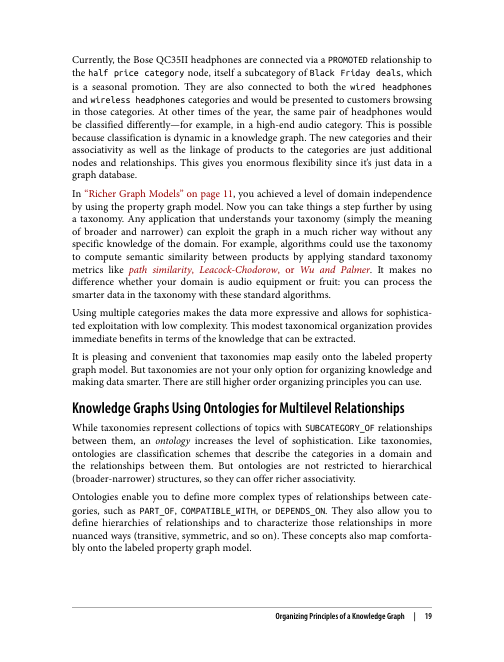 Currently, the Bose QC35II headphones are connected via a PROMOTED relationship to
the half price category node, itself a subcategory of Black Friday deals, which
is a seasonal promotion. They are also connected to both the wired headphones
and wireless headphones categories and would be presented to customers browsing
in those categories. At other times of the year, the same pair of headphones would
be classified differently—for example, in a high-end audio category. This is possible
because classification is dynamic in a knowledge graph. The new categories and their
associativity as well as the linkage of products to the categories are just additional
nodes and relationships. This gives you enormous flexibility since it's just data in a
graph database.
In “Richer Graph Models” on page 11, you achieved a level of domain independence
by using the property graph model. Now you can take things a step further by using
a taxonomy. Any application that understands your taxonomy (simply the meaning
of broader and narrower) can exploit the graph in a much richer way without any
specific knowledge of the domain. For example, algorithms could use the taxonomy
to compute semantic similarity between products by applying standard taxonomy
metrics like path similarity, Leacock-Chodorow, or Wu and Palmer. It makes no
difference whether your domain is audio equipment or fruit: you can process the
smarter data in the taxonomy with these standard algorithms.
Using multiple categories makes the data more expressive and allows for sophistica-
ted exploitation with low complexity. This modest taxonomical organization provides
immediate benefits in terms of the knowledge that can be extracted.
It is pleasing and convenient that taxonomies map easily onto the labeled property
graph model. But taxonomies are not your only option for organizing knowledge and
making data smarter. There are still higher order organizing principles you can use.
Knowledge Graphs Using Ontologies for Multilevel Relationships
While taxonomies represent collections of topics with SUBCATEGORY_OF relationships
between them, an ontology increases the level of sophistication. Like taxonomies,
ontologies are classification schemes that describe the categories in a domain and
the relationships between them. But ontologies are not restricted to hierarchical
(broader-narrower) structures, so they can offer richer associativity.
Ontologies enable you to define more complex types of relationships between cate-
gories, such as PART_OF, COMPATIBLE_WITH, or DEPENDS_ON. They also allow you to
define hierarchies of relationships and to characterize those relationships in more
nuanced ways (transitive, symmetric, and so on). These concepts also map comforta-
bly onto the labeled property graph model.
Organizing Principles of a Knowledge Graph | 19